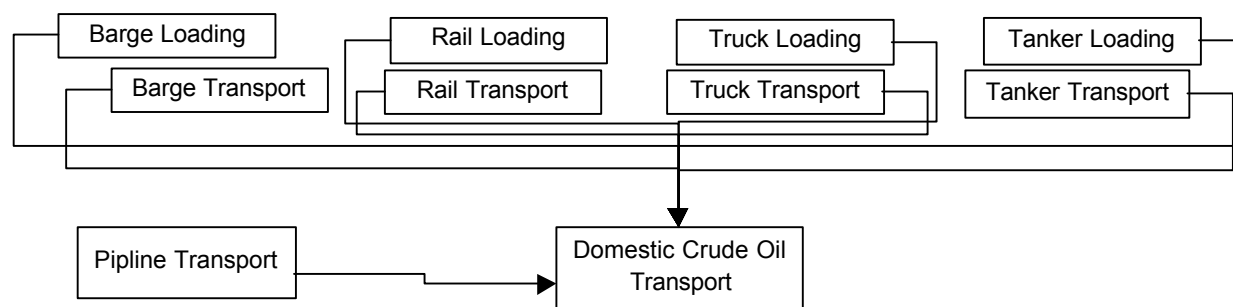 Barge Loading
Rail Loading
Truck Loading
Tanker Loading
Barge Transport
Rail Transport
Truck Transport
Tanker Transport
Pipline Transport
Domestic Crude Oil
Transport